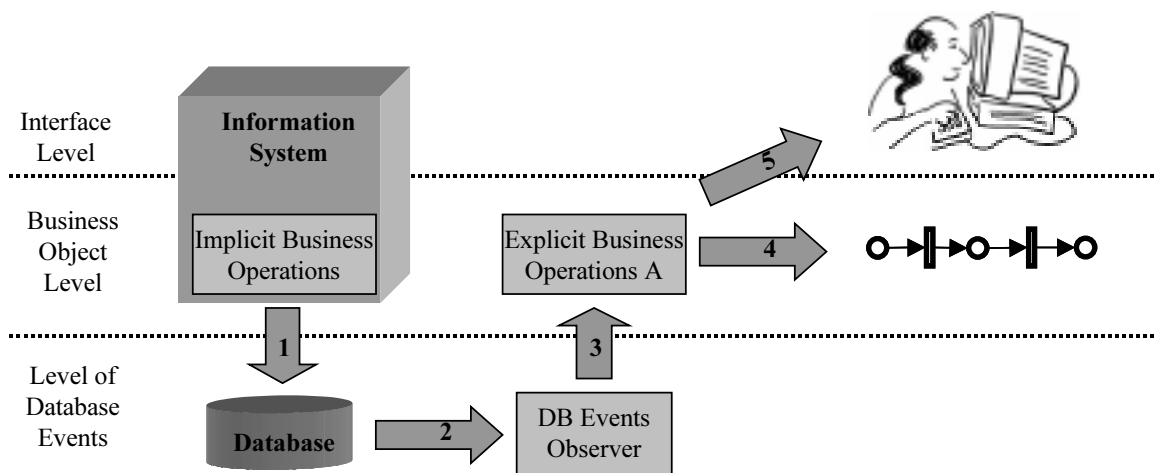 Interface
Level
Information
System
5
Business
Object
Level
Implicit Business
Operations
Explicit Business
Operations A
4
1
3
Level of
Database
Events
Database
2
DB Events
Observer